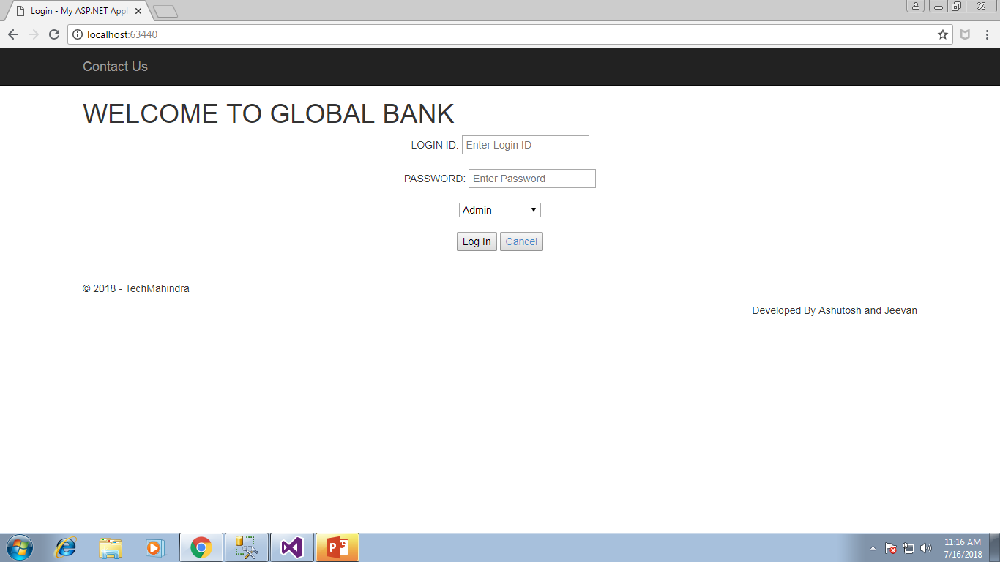 Login - My ASP.NET Appl
localhost:63440
Contact Us
WELCOME TO GLOBAL BANK
LOGIN ID: Enter Login ID
PASSWORD: Enter Password
Admin
Log In Cancel
© 2018 - TechMahindra
Developed By Ashutosh and Jeevan
11:16 AM
7/16/2018